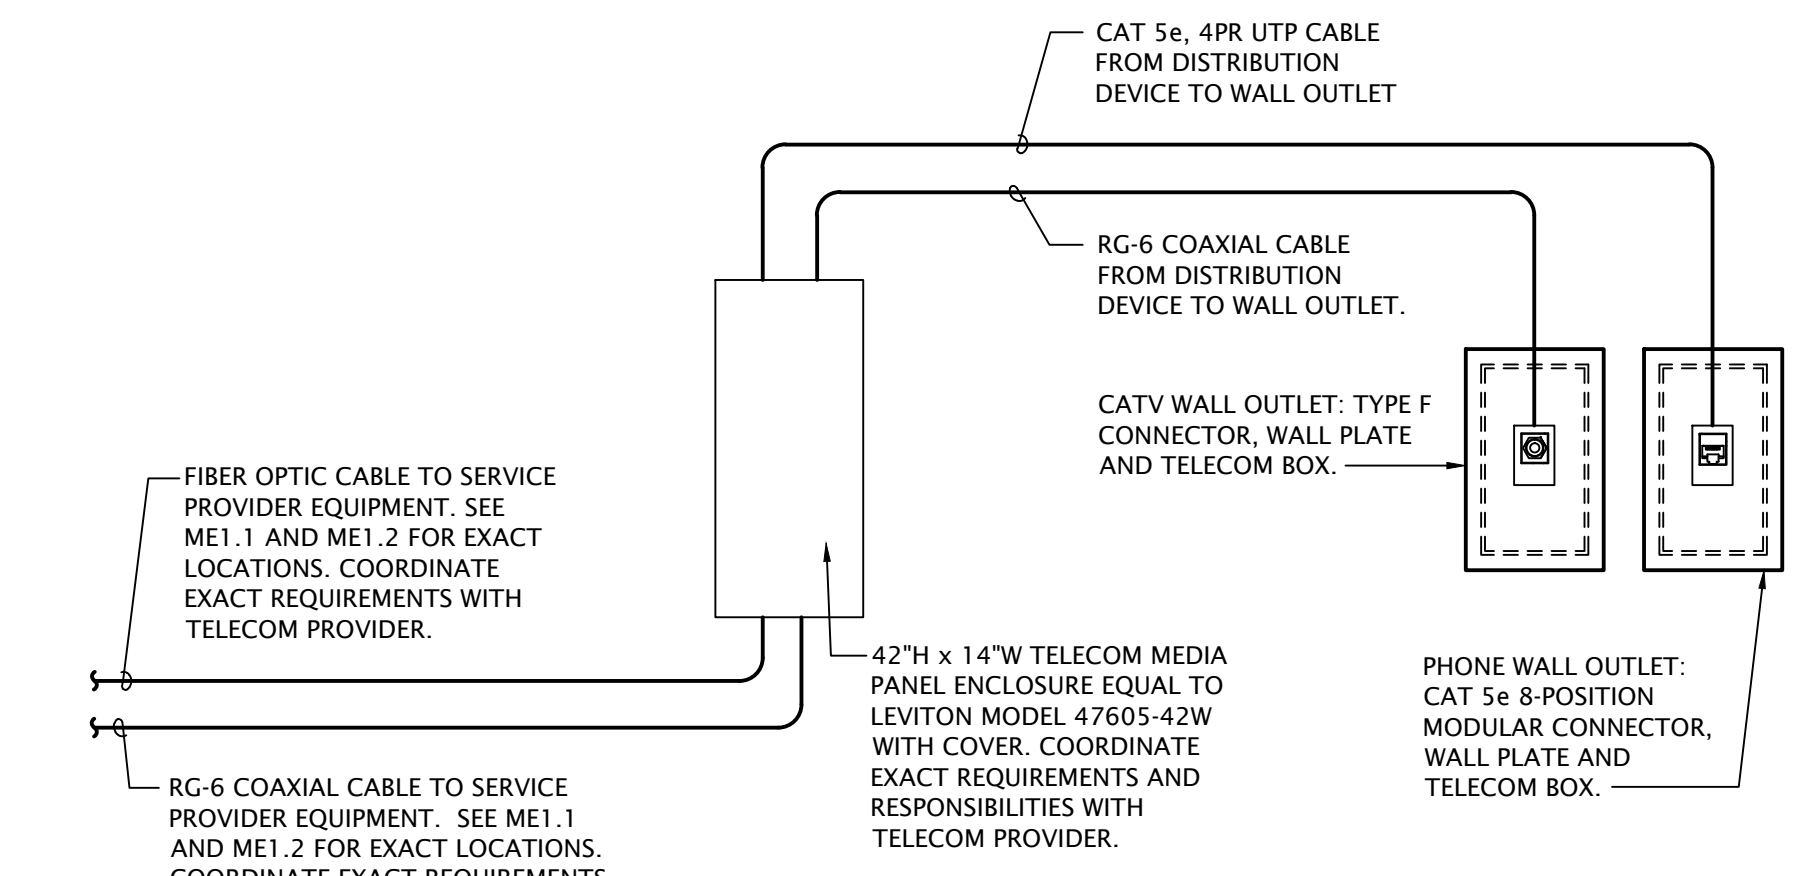 CAT 5e, 4PR UTP CABLE
FROM DISTRIBUTION
DEVICE TO WALL OUTLET
RG-6 COAXIAL CABLE
FROM DISTRIBUTION
DEVICE TO WALL OUTLET.
CATV WALL OUTLET: TYPE F
CONNECTOR, WALL PLATE
AND TELECOM BOX.
FIBER OPTIC CABLE TO SERVICE
PROVIDER EQUIPMENT. SEE
ME1.1 AND ME1.2 FOR EXACT
LOCATIONS. COORDINATE
EXACT REQUIREMENTS WITH
TELECOM PROVIDER.
42"H x 14"W TELECOM MEDIA
PANEL ENCLOSURE EQUAL TO
LEVITON MODEL 47605-42W
WITH COVER. COORDINATE
EXACT REQUIREMENTS AND
RESPONSIBILITIES WITH
TELECOM PROVIDER.
PHONE WALL OUTLET:
CAT 5e 8-POSITION
MODULAR CONNECTOR,
WALL PLATE AND
TELECOM BOX.
RG-6 COAXIAL CABLE TO SERVICE
PROVIDER EQUIPMENT. SEE ME1.1
AND ME1.2 FOR EXACT LOCATIONS.
COORDINATE EXACT REQUIREMENTS